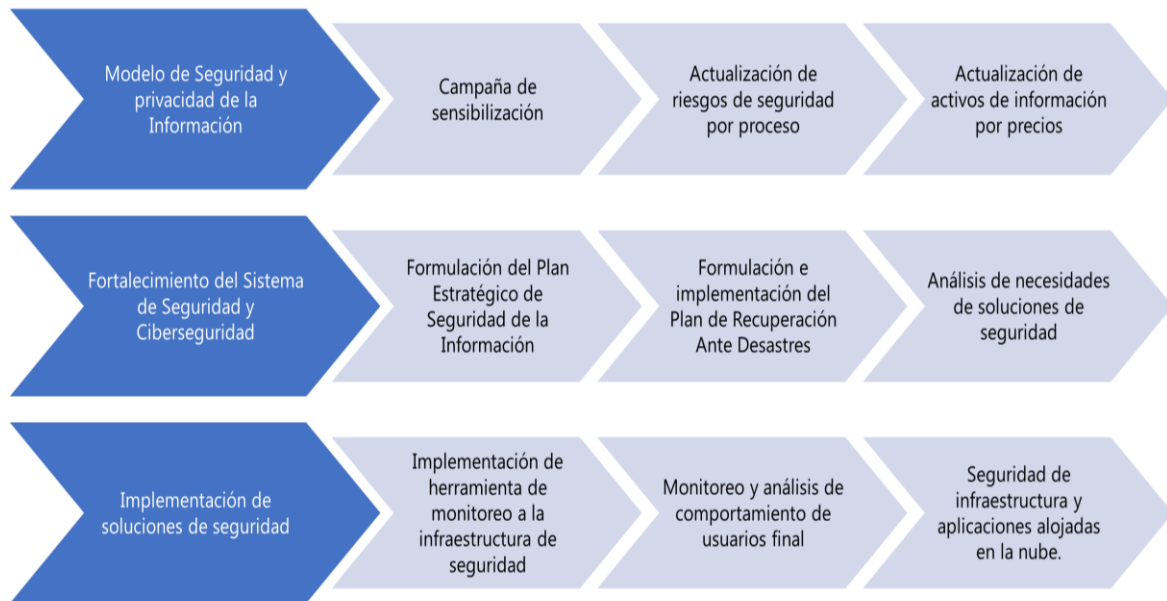 Modelo de Seguridad y
privacidad de la
Información
Campaña de
sensibilización
Actualización de
riesgos de seguridad
por proceso
Actualización de
activos de información
por precios
Fortalecimiento del Sistema
de Seguridad y
Ciberseguridad
Formulación del Plan
Estratégico de
Seguridad de la
Información
Formulación e
implementación del
Plan de Recuperación
Ante Desastres
Análisis de necesidades
de soluciones de
seguridad
Implementación de
soluciones de seguridad
Implementación de
herramienta de
monitoreo a la
infraestructura de
seguridad
Monitoreo y análisis de
comportamiento de
usuarios final
Seguridad de
infraestructura y
aplicaciones alojadas
en la nube.